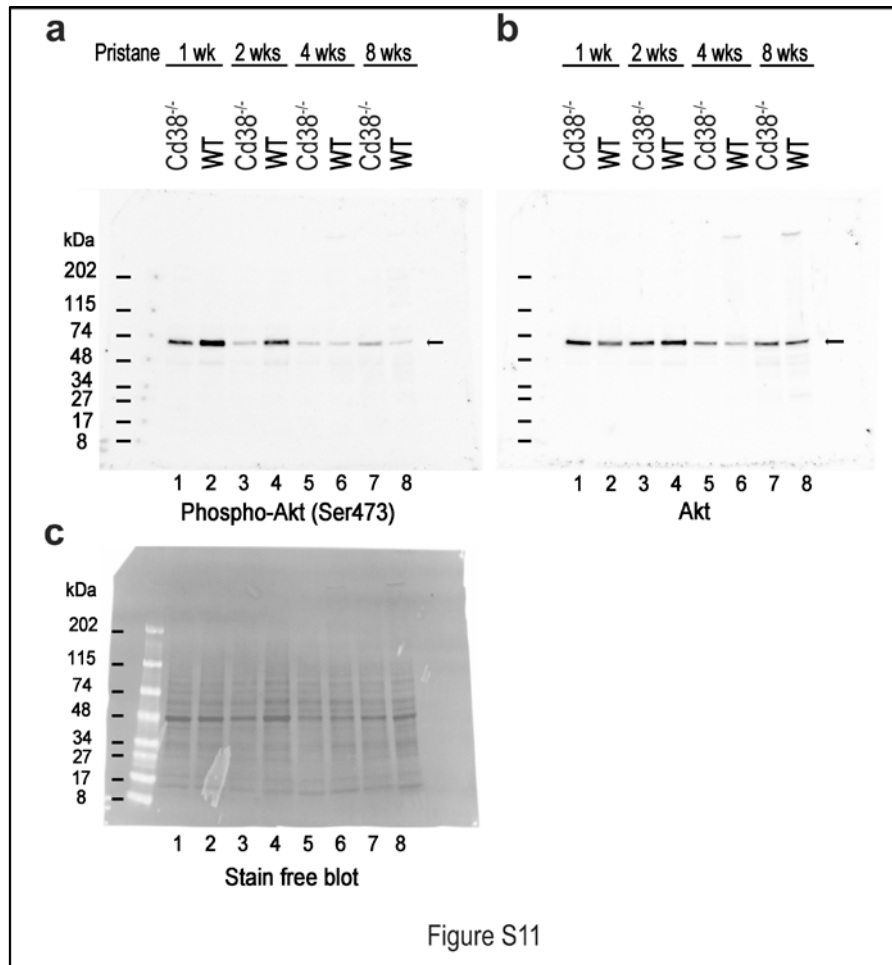 a
Pristane 1 wk 2 wks 4 wks 8 wks
Cd38-/- WT Cd38-/- WT Cd38-/- WT Cd38-/- WT
kDa
202
115
74
48
34
27
17
8
1 2 3 4 5 6 7 8
Phospho-Akt (Ser473)
b
1 wk 2 wks 4 wks 8 wks
Cd38-/- WT Cd38-/- WT Cd38-/- WT Cd38-/- WT
1 2 3 4 5 6 7 8
Akt
c
kDa
202
115
74
48
34
27
17
8
1 2 3 4 5 6 7 8
Stain free blot
Figure S11